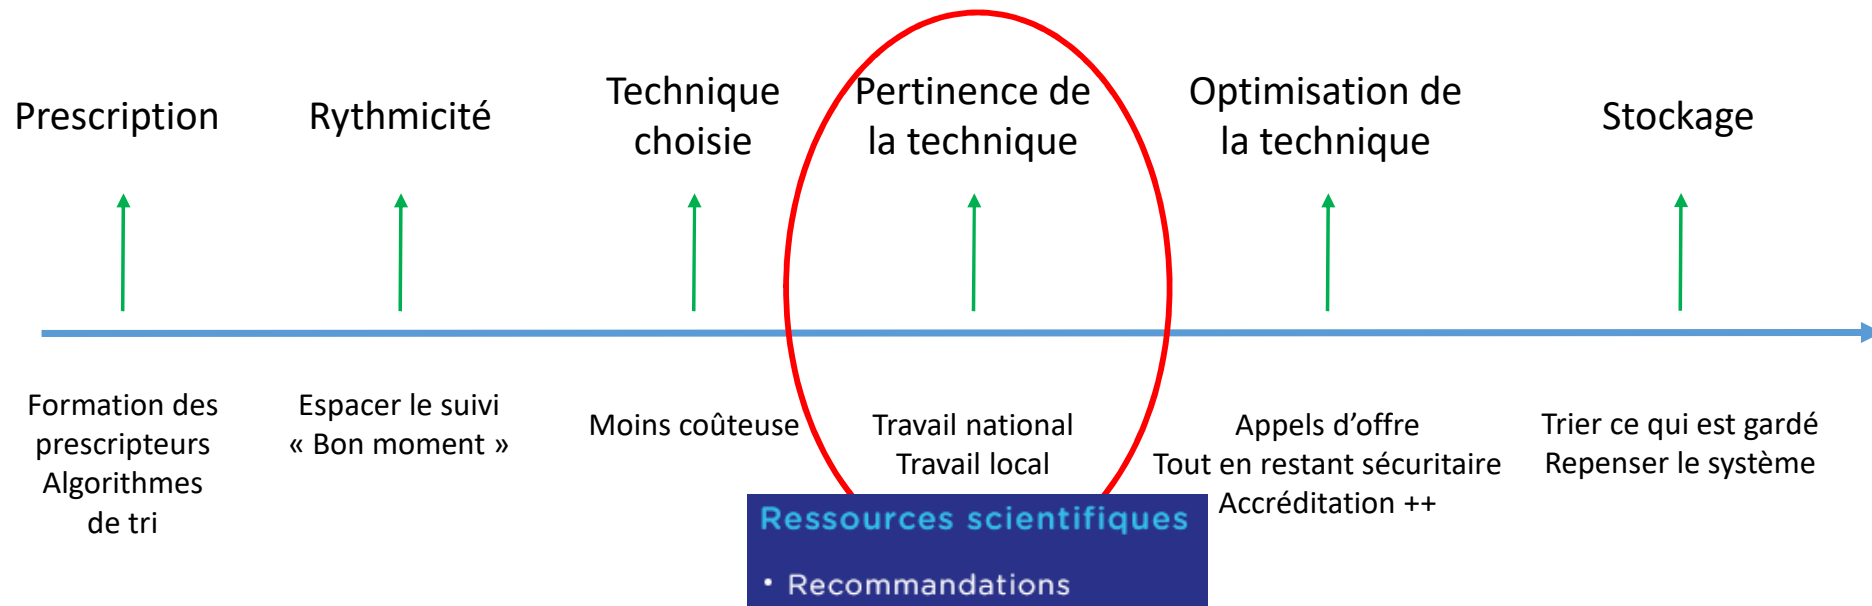 Prescription
Rythmicité
Technique
choisie
Pertinence de
la technique
Optimisation de
la technique
Stockage
Formation des
prescripteurs
Algorithmes
de tri
Espacer le suivi
« Bon moment »
Moins coûteuse
Travail national
Travail local
Appels d’offre
Tout en restant sécuritaire
Accréditation ++
Trier ce qui est gardé
Repenser le système
Ressources scientifiques
• Recommandations